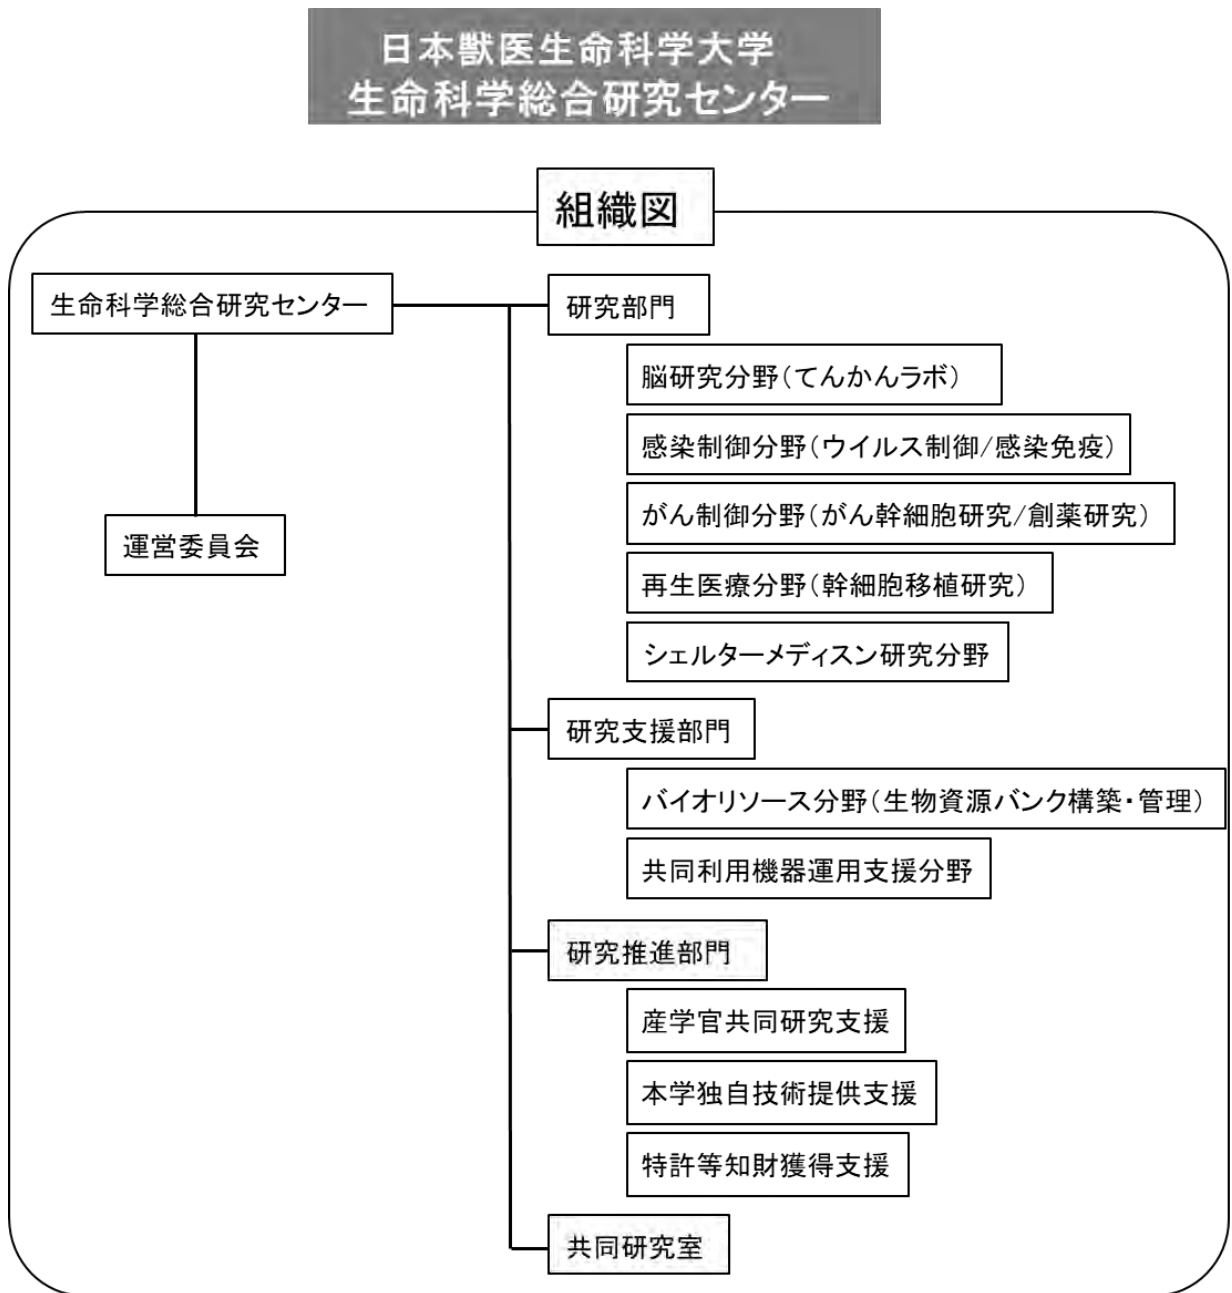 日本獣医生命科学大学
生命科学総合研究センター
組織図
生命科学総合研究センター
運営委員会
研究部門
脳研究分野(てんかんラボ)
感染制御分野(ウイルス制御/感染免疫)
がん制御分野(がん幹細胞研究/創薬研究)
再生医療分野(幹細胞移植研究)
シェルターメディスン研究分野
研究支援部門
バイオリソース分野(生物資源バンク構築・管理)
共同利用機器運用支援分野
研究推進部門
産学官共同研究支援
本学独自技術提供支援
特許等知財獲得支援
共同研究室